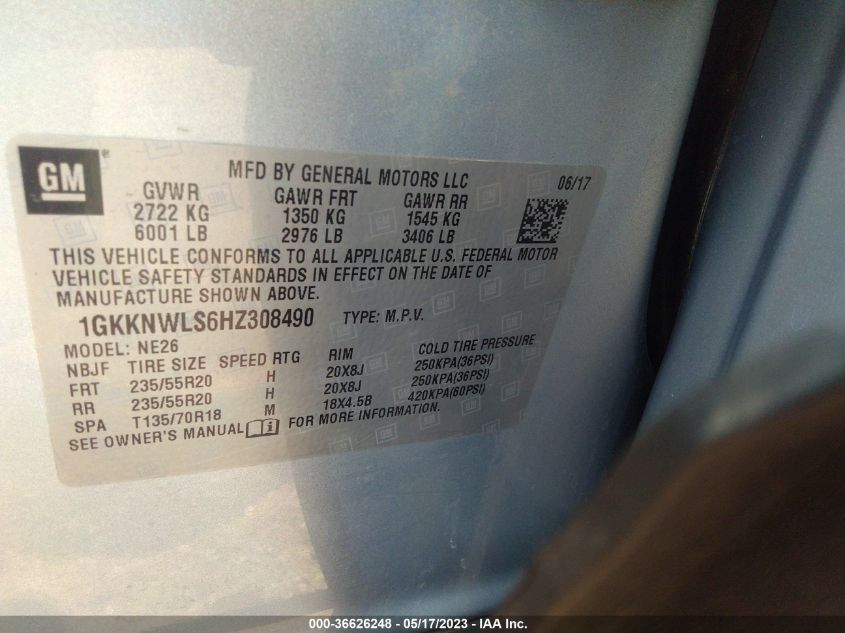 GM
MFD BY GENERAL MOTORS LLC
06/17
GVWR GAWR FRT GAWR RR
2722 KG 1350 KG 1545 KG
6001 LB 2976 LB 3406 LB
THIS VEHICLE CONFORMS TO ALL APPLICABLE U.S. FEDERAL MOTOR
VEHICLE SAFETY STANDARDS IN EFFECT ON THE DATE OF
MANUFACTURE SHOWN ABOVE.
1GKKNWLS6HZ308490 TYPE: M.P.V.
MODEL: NE26
NBJF TIRE SIZE SPEED RTG RIM COLD TIRE PRESSURE
FRT 235/55R20 H 20X8J 250KPA(36PSI)
RR 235/55R20 H 20X8J 250KPA(36PSI)
SPA T135/70R18 M 18X4.5B 420KPA(60PSI)
SEE OWNER'S MANUAL FOR MORE INFORMATION.
000-36626248 - 05/17/2023 - IAA Inc.